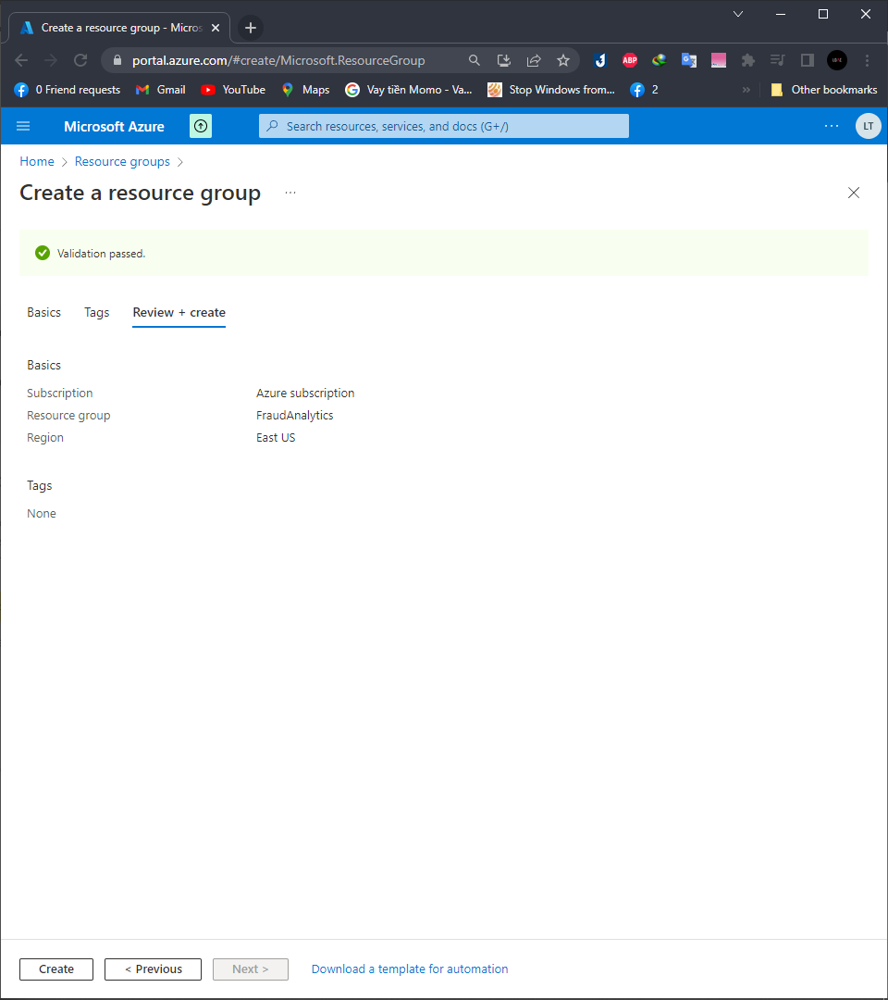 Create a resource group - Micros
portal.azure.com/#create/Microsoft.ResourceGroup
ABP
0 Friend requests Gmail YouTube Maps Vay tiền Momo - Va... Stop Windows from... 2 » Other bookmarks
Microsoft Azure Search resources, services, and docs (G+/) ... LT
Home > Resource groups >
Create a resource group ...
Validation passed.
Basics Tags Review + create
Basics
Subscription Azure subscription
Resource group FraudAnalytics
Region East US
Tags
None
Create < Previous Next > Download a template for automation